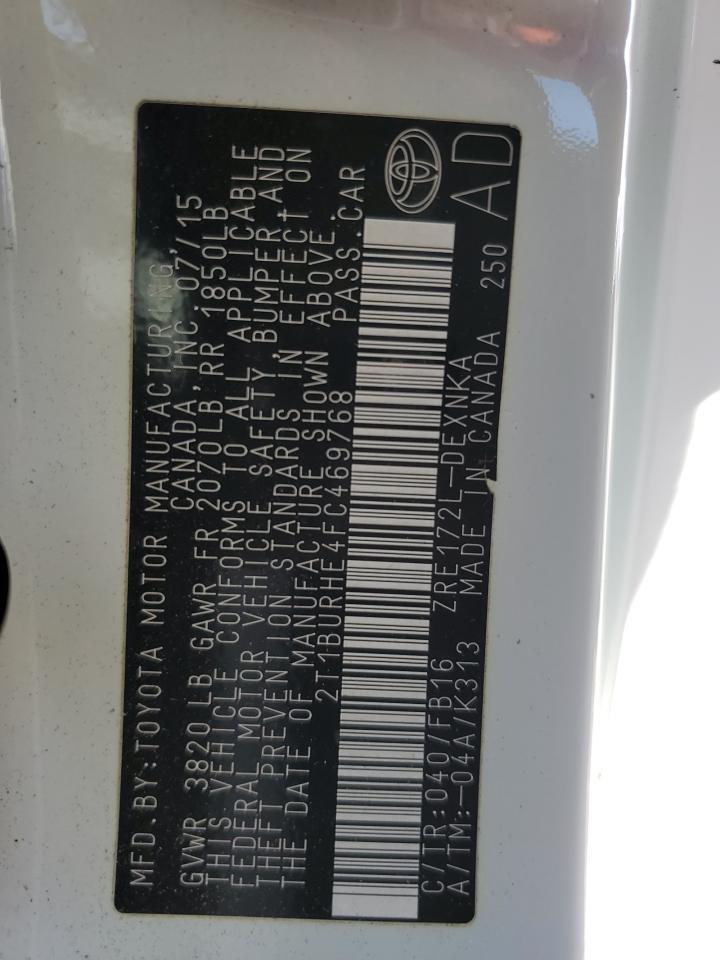 MFD.BY:TOYOTA MOTOR MANUFACTURING
CANADA, INC 07/15
GVWR 3820 LB GAWR FR 2070LB, RR 1850LB
THIS VEHICLE CONFORMS TO ALL APPLICABLE
FEDERAL MOTOR VEHICLE SAFETY, BUMPER, AND
THEFT PREVENTION STANDARDS IN EFFECT ON
THE DATE OF MANUFACTURE SHOWN ABOVE.
2T1BURHE4FC469768 PASS.CAR
C/TR:040/FB16 ZRE172L-DEXNKA
A/TM:-04A/K313 MADE IN CANADA 250
AD